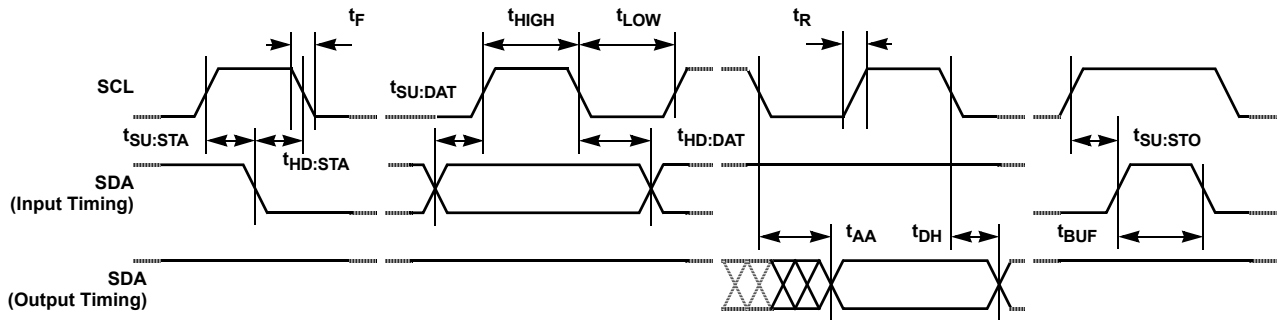 tF
tHIGH
tLOW
tR
SCL
tSU:DAT
tSU:STA
tHD:STA
tHD:DAT
tSU:STO
SDA
(Input Timing)
tAA
tDH
tBUF
SDA
(Output Timing)